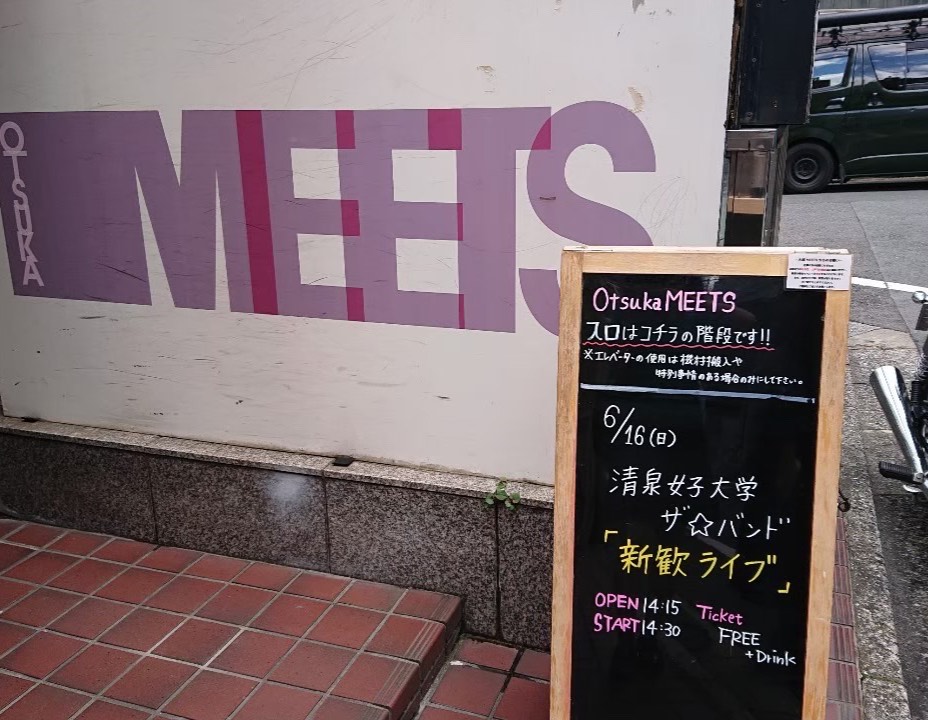 OTSUKA
MEETS
Otsuka MEETS
スロはコチラの階段です!!
※エレベーターの使用は機材搬入や
特別事情のある場合のみにして下さい。
6/16(日)
清泉女子大学
ザ☆バンド
「新歓ライブ」
OPEN 14:15 Ticket
START 14:30 FREE
+Drink